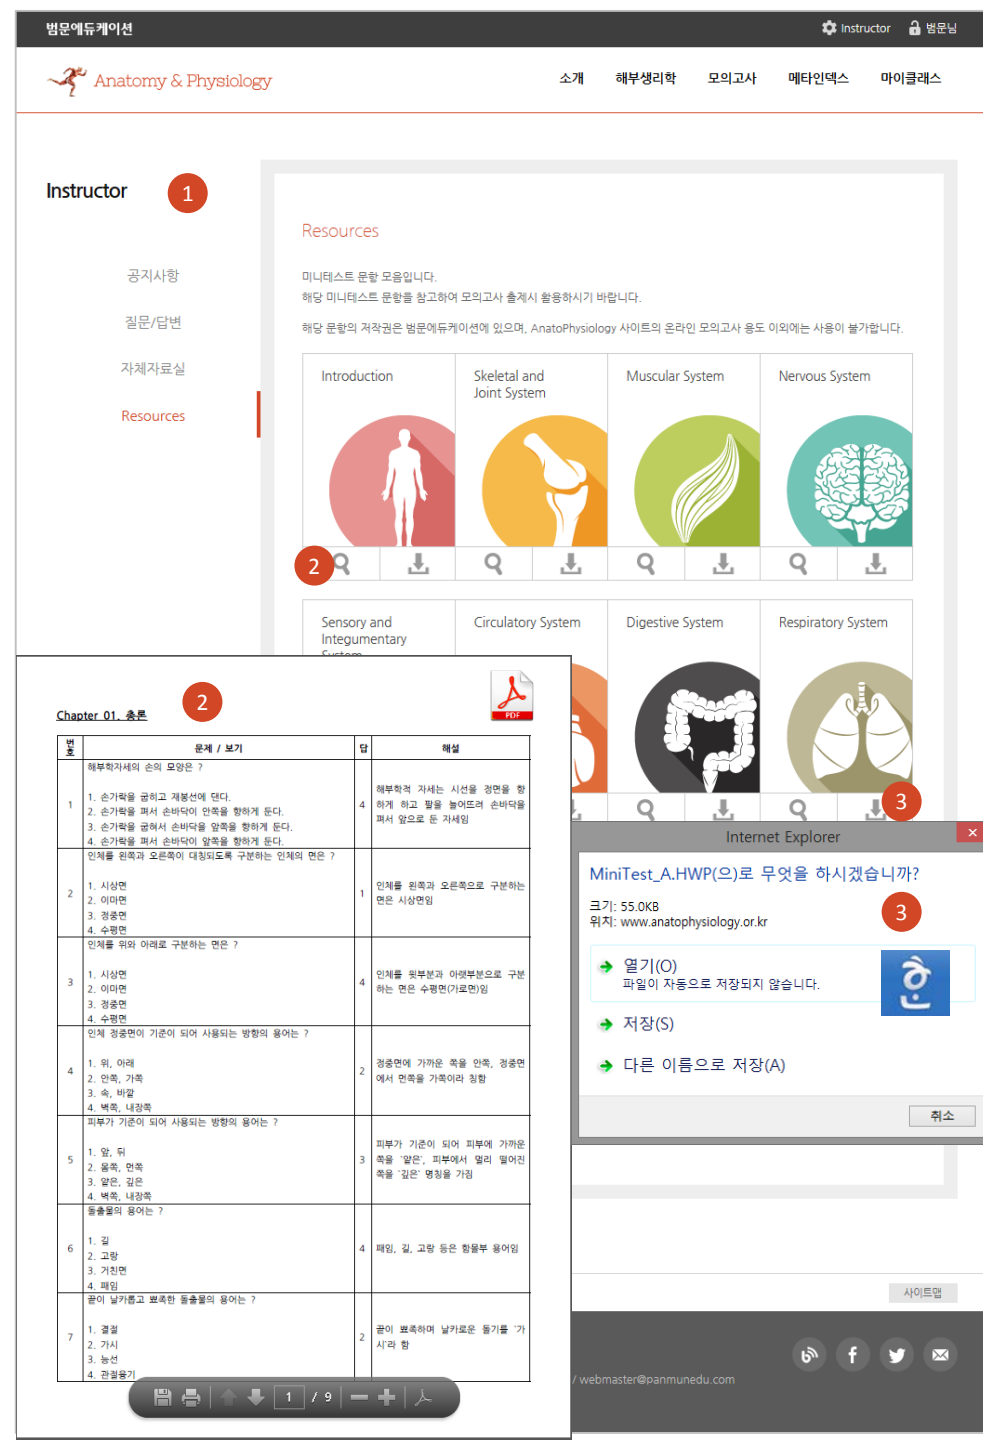 범문에듀케이션
Instructor
범문님
Anatomy & Physiology
소개
해부생리학
모의고사
메타인덱스
마이클래스
Instructor
1
공지사항
질문/답변
자체자료실
Resources
Resources
미니테스트 문항 모음입니다.
해당 미니테스트 문항을 참고하여 모의고사 출제시 활용하시기 바랍니다.
해당 문항의 저작권은 범문에듀케이션에 있으며, AnatoPhysiology 사이트의 온라인 모의고사 용도 이외에는 사용이 불가합니다.
Introduction
Skeletal and
Joint System
Muscular System
Nervous System
2
Sensory and
Integumentary
System
Circulatory System
Digestive System
Respiratory System
2
PDF
Chapter 01. 총론
번호
문제 / 보기
답
해설
1
해부학자세의 손의 모양은 ?
1. 손가락을 굽히고 재봉선에 댄다.
2. 손가락을 펴서 손바닥이 안쪽을 향하게 둔다.
3. 손가락을 굽혀서 손바닥을 앞쪽을 향하게 둔다.
4. 손가락을 펴서 손바닥이 앞쪽을 향하게 둔다.
4
해부학적 자세는 시선을 정면을 향
하게 하고 팔을 늘어뜨려 손바닥을
펴서 앞으로 둔 자세임
2
인체를 왼쪽과 오른쪽이 대칭되도록 구분하는 인체의 면은 ?
1. 시상면
2. 이마면
3. 정중면
4. 수평면
1
인체를 왼쪽과 오른쪽으로 구분하는
면은 시상면임
3
인체를 위와 아래로 구분하는 면은 ?
1. 시상면
2. 이마면
3. 정중면
4. 수평면
4
인체를 윗부분과 아랫부분으로 구분
하는 면은 수평면(가로면)임
4
인체 정중면이 기준이 되어 사용되는 방향의 용어는 ?
1. 위, 아래
2. 안쪽, 가쪽
3. 속, 바깥
4. 벽쪽, 내장쪽
2
정중면에 가까운 쪽을 안쪽, 정중면
에서 먼쪽을 가쪽이라 칭함
5
피부가 기준이 되어 사용되는 방향의 용어는 ?
1. 앞, 뒤
2. 몸쪽, 먼쪽
3. 얕은, 깊은
4. 벽쪽, 내장쪽
3
피부가 기준이 되어 피부에 가까운
쪽을 '얕은', 피부에서 멀리 떨어진
쪽을 '깊은' 명칭을 가짐
6
돌출물의 용어는 ?
1. 길
2. 고랑
3. 거친면
4. 패임
4
패임, 길, 고랑 등은 함몰부 용어임
7
끝이 날카롭고 뾰족한 돌출물의 용어는 ?
1. 결절
2. 가시
3. 능선
4. 관절융기
2
끝이 뾰족하며 날카로운 돌기를 '가
시'라 함
1 / 9
3
Internet Explorer
MiniTest_A.HWP(으)로 무엇을 하시겠습니까?
크기: 55.0KB
위치: www.anatophysiology.or.kr
3
열기(O)
파일이 자동으로 저장되지 않습니다.
저장(S)
다른 이름으로 저장(A)
취소
사이트맵
/ webmaster@panmunedu.com